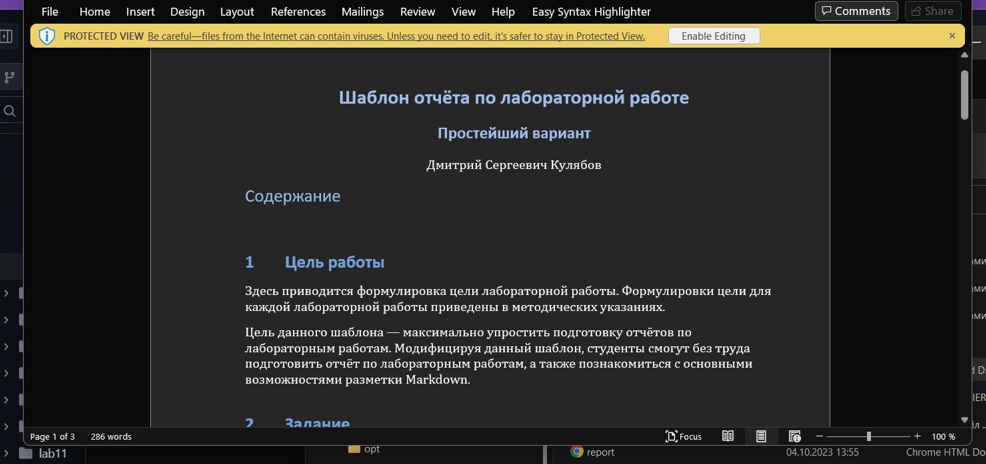 File Home Insert Design Layout References Mailings Review View Help Easy Syntax Highlighter Comments Share
PROTECTED VIEW Be careful—files from the Internet can contain viruses. Unless you need to edit, it's safer to stay in Protected View. Enable Editing
Шаблон отчёта по лабораторной работе
Простейший вариант
Дмитрий Сергеевич Кулябов
Содержание
1 Цель работы
Здесь приводится формулировка цели лабораторной работы. Формулировки цели для
каждой лабораторной работы приведены в методических указаниях.
Цель данного шаблона — максимально упростить подготовку отчётов по
лабораторным работам. Модифицируя данный шаблон, студенты смогут без труда
подготовить отчёт по лабораторным работам, а также познакомиться с основными
возможностями разметки Markdown.
2 Задание
Page 1 of 3 286 words Focus 100 %
lab11 opt report 04.10.2023 13:55 Chrome HTML Do